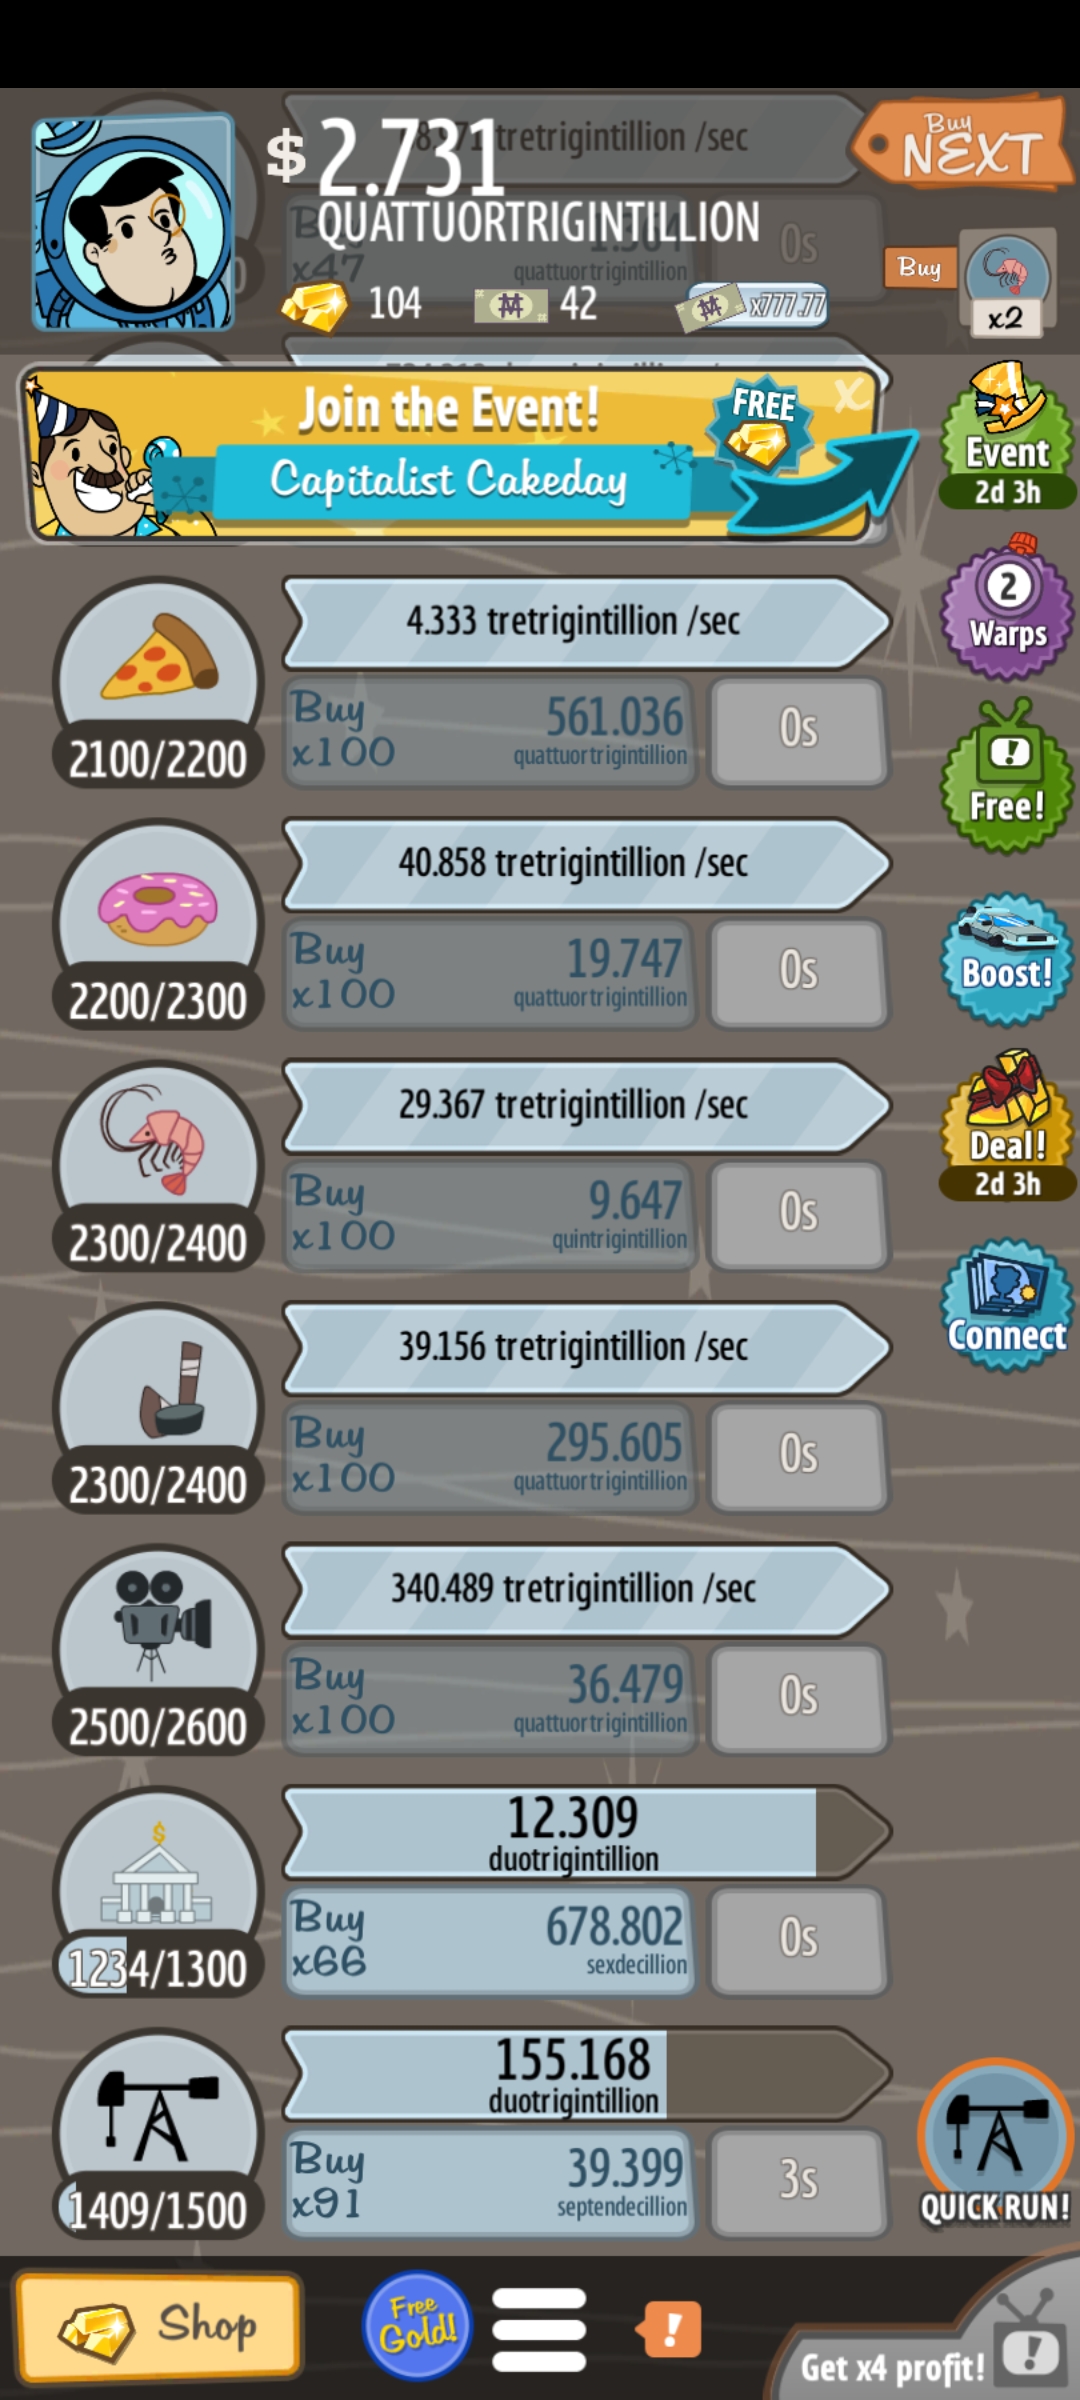 tretrigintillion /sec
$ 2.731
QUATTUORTRIGINTILLION
Buy
NEXT
Buy
x47
quattuortrigintillion
0s
104
42
x777.77
Buy
x2
Join the Event!
FREE
X
Capitalist Cakeday
Event
2d 3h
2
Warps
4.333 tretrigintillion /sec
Buy
x100
561.036
quattuortrigintillion
0s
2100/2200
!
Free!
40.858 tretrigintillion /sec
Buy
x100
19.747
quattuortrigintillion
0s
2200/2300
Boost!
29.367 tretrigintillion /sec
Buy
x100
9.647
quintrigintillion
0s
2300/2400
Deal!
2d 3h
Connect
39.156 tretrigintillion /sec
Buy
x100
295.605
quattuortrigintillion
0s
2300/2400
340.489 tretrigintillion /sec
Buy
x100
36.479
quattuortrigintillion
0s
2500/2600
$
12.309
duotrigintillion
Buy
x66
678.802
sexdecillion
0s
1234/1300
155.168
duotrigintillion
Buy
x91
39.399
septendecillion
3s
1409/1500
QUICK RUN!
Shop
Free
Gold!
!
Get x4 profit!
!